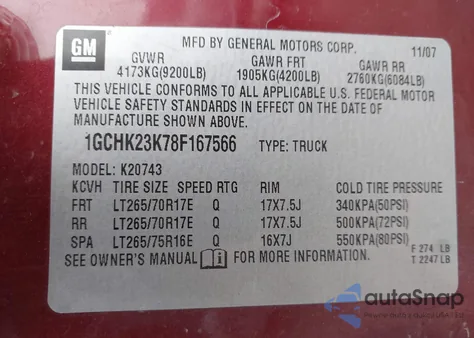 GM
MFD BY GENERAL MOTORS CORP. 11/07
GVWR GAWR FRT GAWR RR
4173KG(9200LB) 1905KG(4200LB) 2760KG(6084LB)
THIS VEHICLE CONFORMS TO ALL APPLICABLE U.S. FEDERAL MOTOR
VEHICLE SAFETY STANDARDS IN EFFECT ON THE DATE OF
MANUFACTURE SHOWN ABOVE.
1GCHK23K78F167566 TYPE: TRUCK
MODEL: K20743
KCVH TIRE SIZE SPEED RTG RIM COLD TIRE PRESSURE
FRT LT265/70R17E Q 17X7.5J 340KPA(50PSI)
RR LT265/70R17E Q 17X7.5J 500KPA(72PSI)
SPA LT265/75R16E Q 16X7J 550KPA(80PSI)
SEE OWNER'S MANUAL i FOR MORE INFORMATION. F 274 LB
T 2247 LB
autoSnap